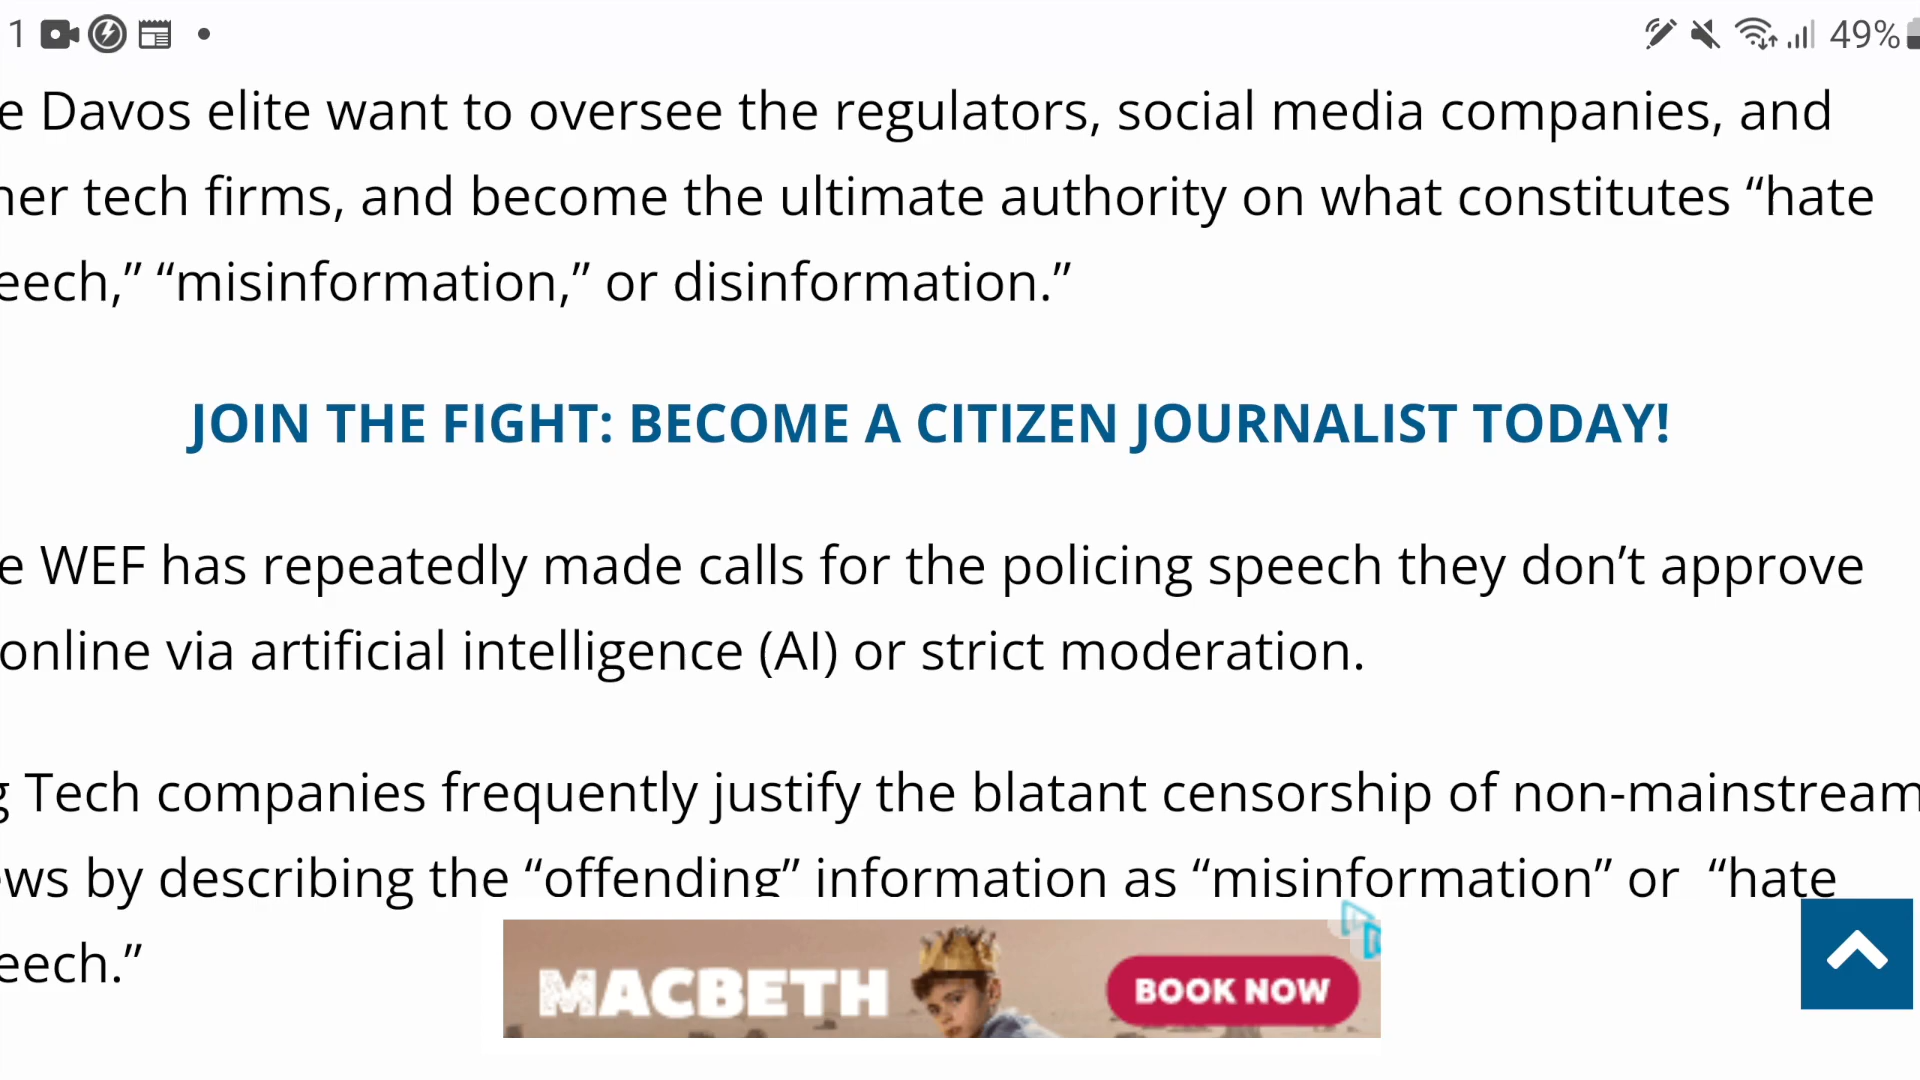 1
49%
e Davos elite want to oversee the regulators, social media companies, and
her tech firms, and become the ultimate authority on what constitutes “hate
eech,” “misinformation,” or disinformation.”
JOIN THE FIGHT: BECOME A CITIZEN JOURNALIST TODAY!
e WEF has repeatedly made calls for the policing speech they don’t approve
online via artificial intelligence (AI) or strict moderation.
g Tech companies frequently justify the blatant censorship of non-mainstream
ews by describing the “offending” information as “misinformation” or “hate
eech.”
MACBETH
BOOK NOW